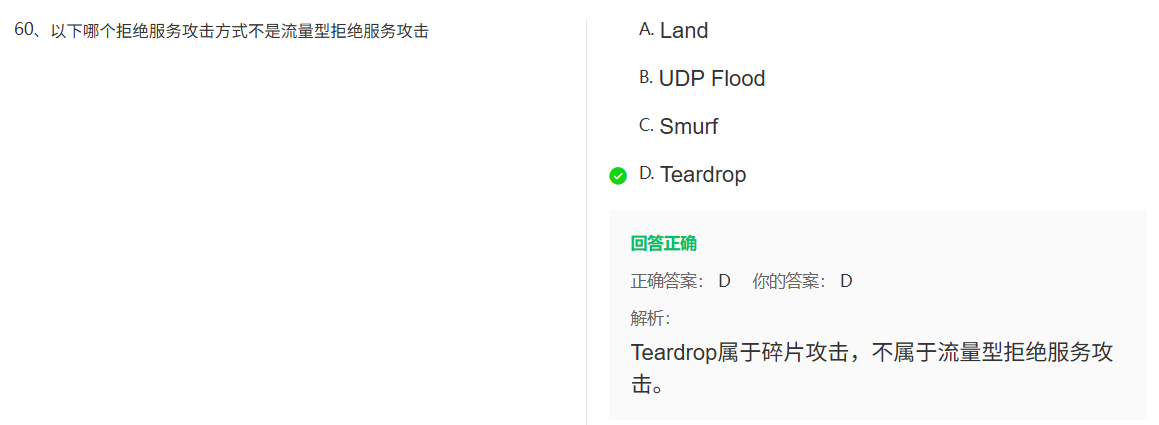 60、以下哪个拒绝服务攻击方式不是流量型拒绝服务攻击
A. Land
B. UDP Flood
C. Smurf
D. Teardrop
回答正确
正确答案： D 你的答案： D
解析：
Teardrop属于碎片攻击，不属于流量型拒绝服务攻
击。